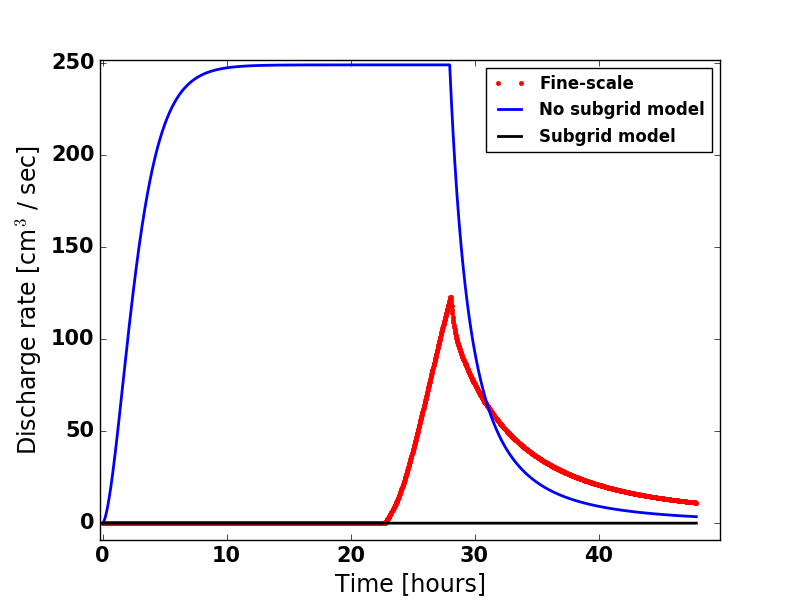 250
200
150
100
50
0
Discharge rate [cm³ / sec]
Fine-scale
No subgrid model
Subgrid model
0 10 20 30 40
Time [hours]